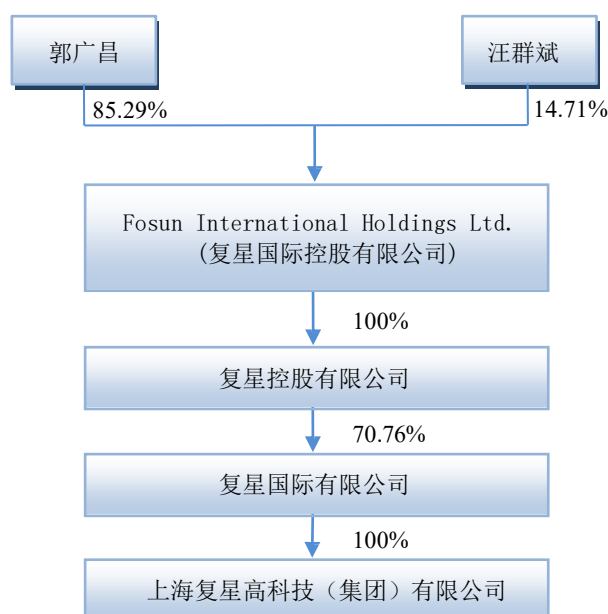 郭广昌
汪群斌
85.29%
14.71%
Fosun International Holdings Ltd.
(复星国际控股有限公司)
100%
复星控股有限公司
70.76%
复星国际有限公司
100%
上海复星高科技（集团）有限公司